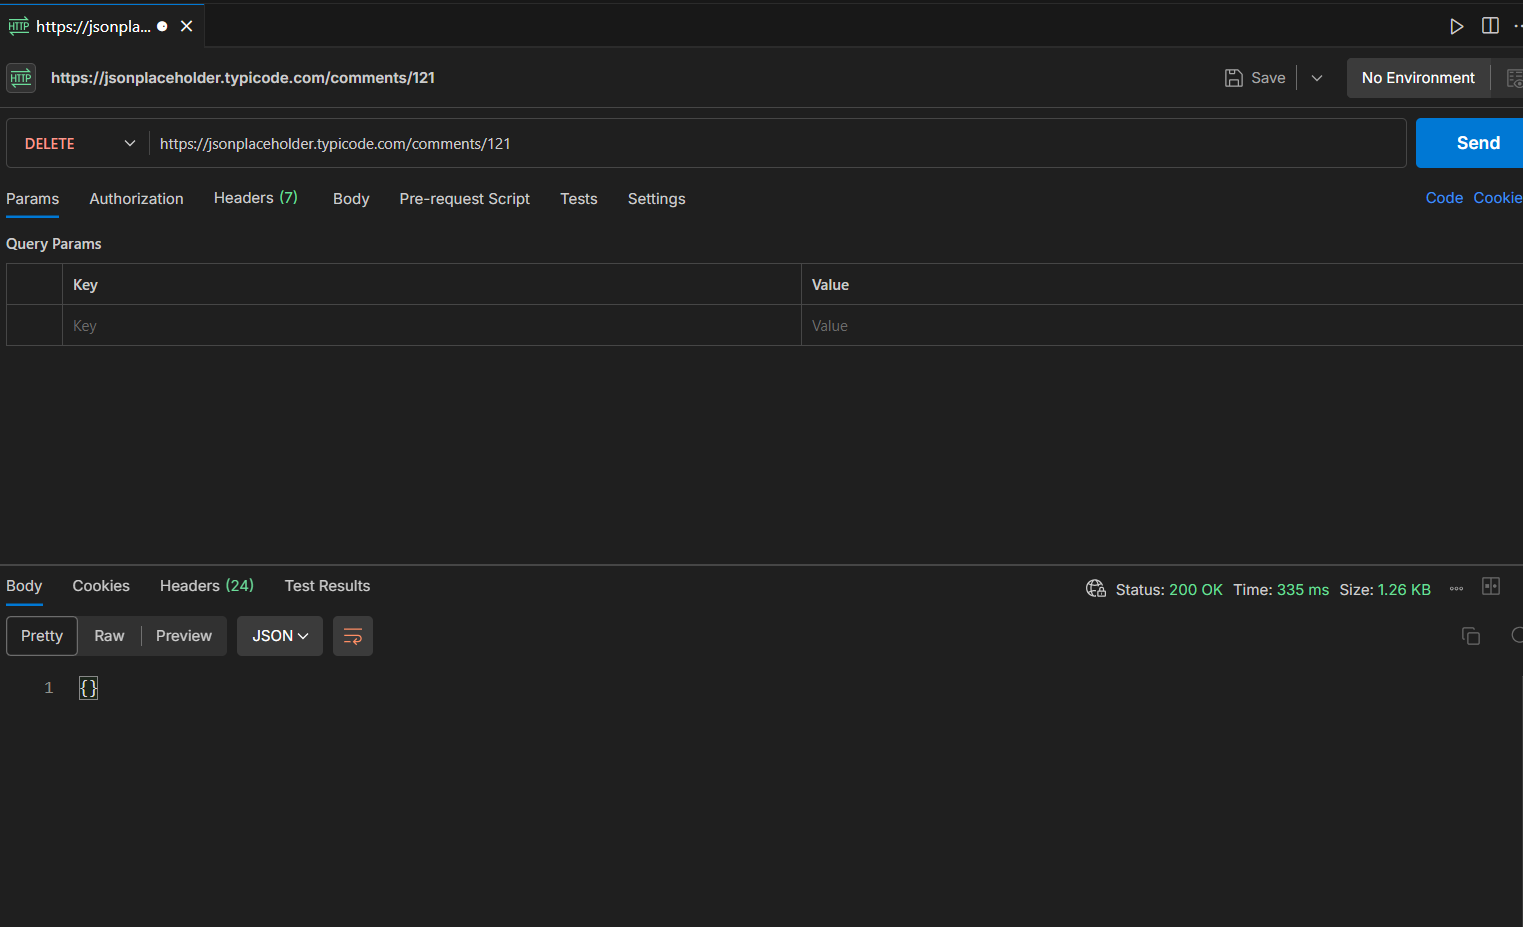 HTTP https://jsonpla...
HTTP https://jsonplaceholder.typicode.com/comments/121 Save No Environment
DELETE https://jsonplaceholder.typicode.com/comments/121 Send
Params Authorization Headers (7) Body Pre-request Script Tests Settings Code Cookie
Query Params
Key Value
Key Value
Body Cookies Headers (24) Test Results Status: 200 OK Time: 335 ms Size: 1.26 KB
Pretty Raw Preview JSON
1 {}